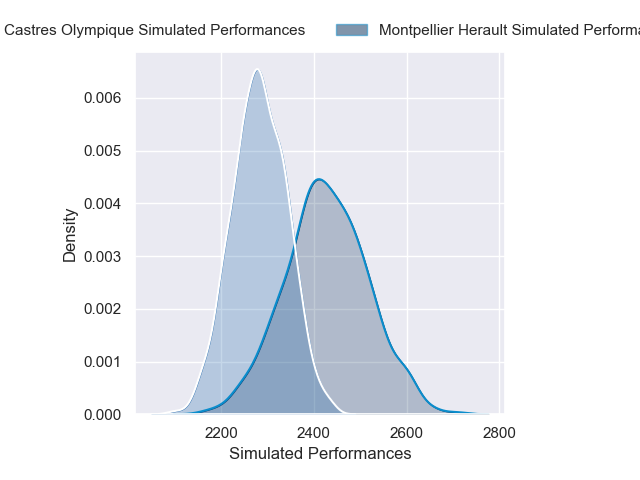 Castres Olympique Simulated Performances
Montpellier Herault Simulated Performa
0.006
0.005
0.004
0.003
0.002
0.001
0.000
Density
2200 2400 2600 2800
Simulated Performances